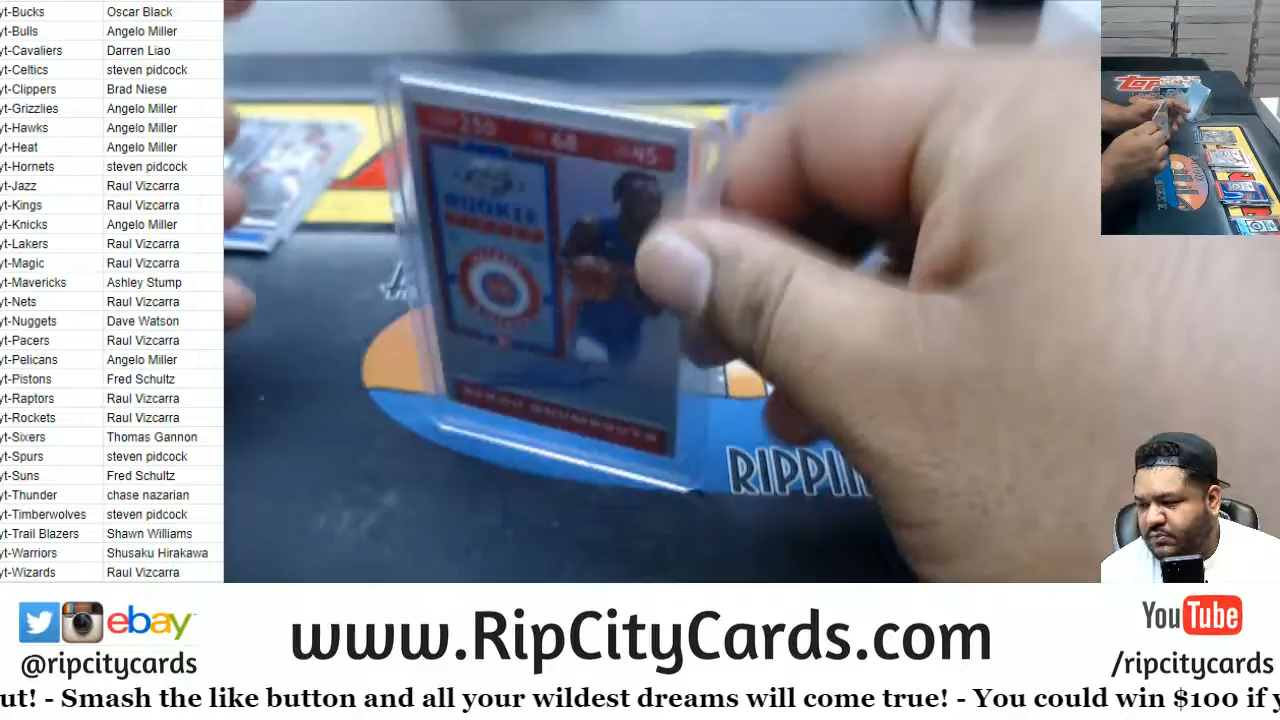 yt-Bucks Oscar Black
yt-Bulls Angelo Miller
yt-Cavaliers Darren Liao
yt-Celtics steven pidcock
yt-Clippers Brad Niese
yt-Grizzlies Angelo Miller
yt-Hawks Angelo Miller
yt-Heat Angelo Miller
yt-Hornets steven pidcock
yt-Jazz Raul Vizcarra
yt-Kings Raul Vizcarra
yt-Knicks Angelo Miller
yt-Lakers Raul Vizcarra
yt-Magic Raul Vizcarra
yt-Mavericks Ashley Stump
yt-Nets Raul Vizcarra
yt-Nuggets Dave Watson
yt-Pacers Raul Vizcarra
yt-Pelicans Angelo Miller
yt-Pistons Fred Schultz
yt-Raptors Raul Vizcarra
yt-Rockets Raul Vizcarra
yt-Sixers Thomas Gannon
yt-Spurs steven pidcock
yt-Suns Fred Schultz
yt-Thunder chase nazarian
yt-Timberwolves steven pidcock
yt-Trail Blazers Shawn Williams
yt-Warriors Shusaku Hirakawa
yt-Wizards Raul Vizcarra
230 68 45
ROOKIE
SEKOU DOUMBOUYA
RIPPIN
TOPPS
ebay
@ripcitycards
www.RipCityCards.com
YouTube
/ripcitycards
out! - Smash the like button and all your wildest dreams will come true! - You could win $100 if y